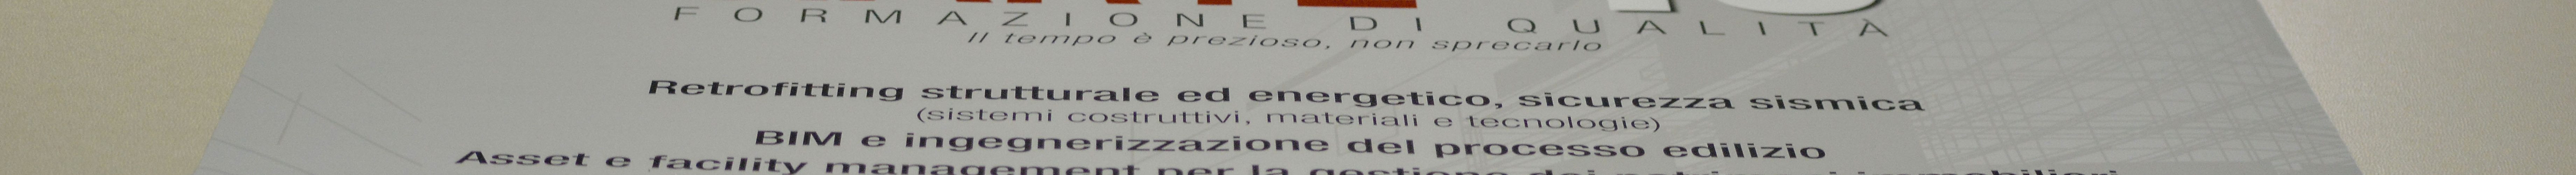 FORMAZIONE DI QUALITÀ
Il tempo è prezioso, non sprecarlo
Retrofitting strutturale ed energetico, sicurezza sismica
(sistemi costruttivi, materiali e tecnologie)
BIM e ingegnerizzazione del processo edilizio
Asset e facility management per la gestione dei patrimoni immobiliari